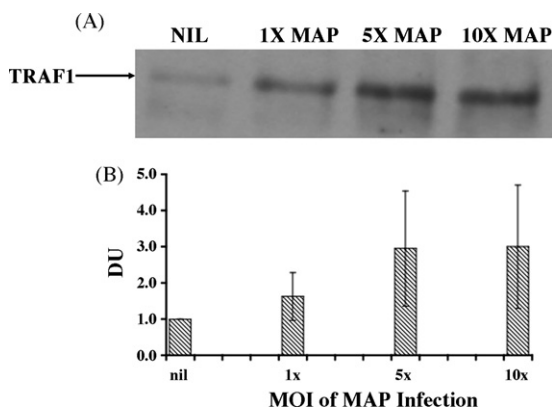 (A)
NIL 1X MAP 5X MAP 10X MAP
TRAF1
(B)
5.0
4.0
3.0
2.0
1.0
0.0
DU
nil 1x 5x 10x
MOI of MAP Infection